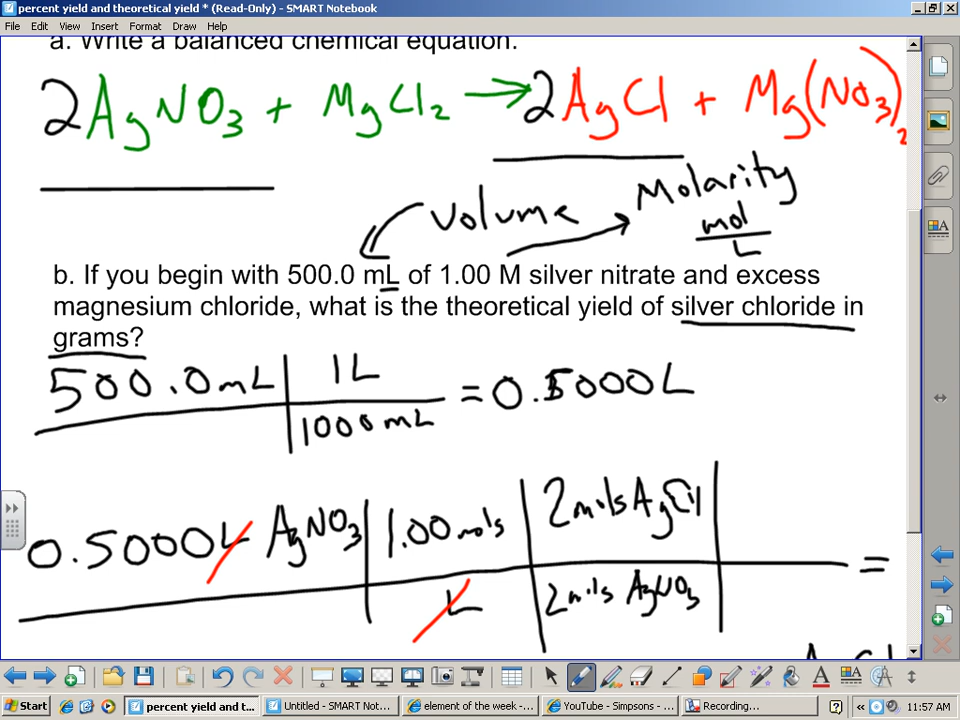 percent yield and theoretical yield * (Read-Only) - SMART Notebook
File Edit View Insert Format Draw Help
a. Write a balanced chemical equation.
2AgNO3 + MgCl2 → 2AgCl + Mg(NO3)2
Volume Molarity
mol
L
b. If you begin with 500.0 mL of 1.00 M silver nitrate and excess
magnesium chloride, what is the theoretical yield of silver chloride in
grams?
500.0mL 1L
= 0.5000L
1000mL
0.5000L AgNO3 1.00mols 2mols AgCl
=
L 2mols AgNO3
Start percent yield and t... Untitled - SMART Not... element of the week - ... YouTube - Simpsons - ... Recording... 11:57 AM